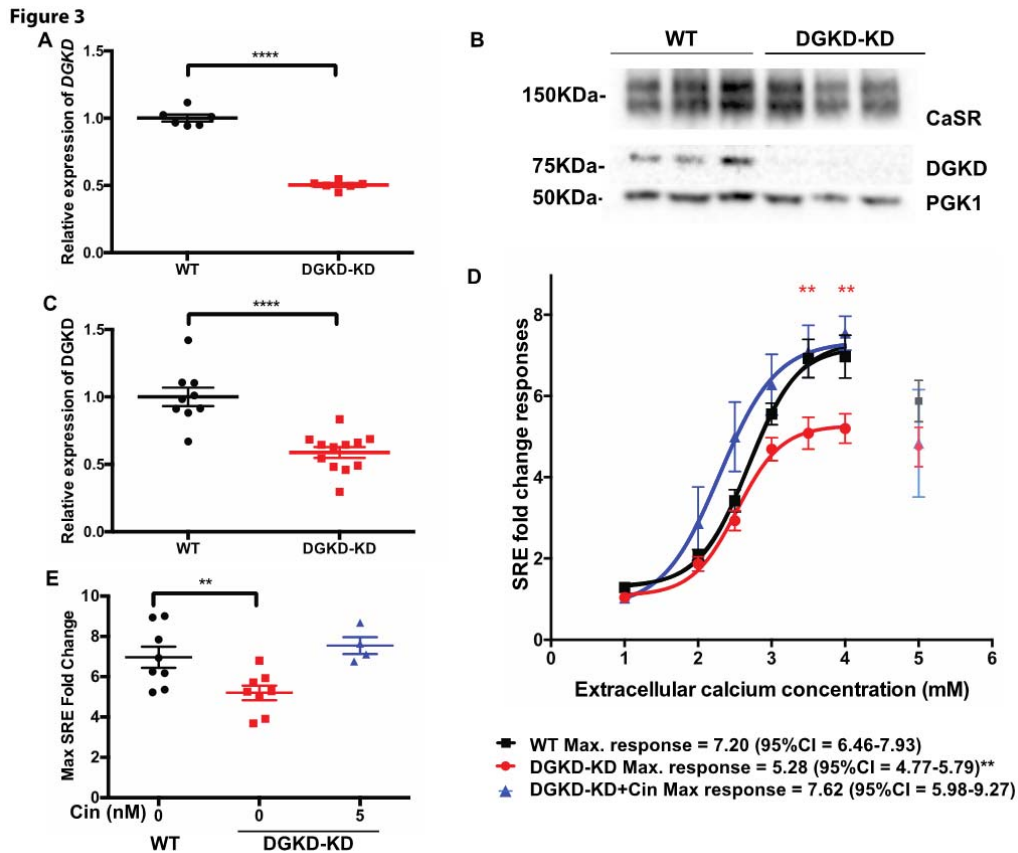 Figure 3
A
Relative expression of DGKD
1.5
1.0
0.5
0.0
****
WT
DGKD-KD
B
WT
DGKD-KD
150KDa-
CaSR
75KDa-
DGKD
50KDa-
PGK1
C
Relative expression of DGKD
1.5
1.0
0.5
0.0
****
WT
DGKD-KD
D
SRE fold change responses
8
6
4
2
0
** **
0 1 2 3 4 5 6
Extracellular calcium concentration (mM)
WT Max. response = 7.20 (95%CI = 6.46-7.93)
DGKD-KD Max. response = 5.28 (95%CI = 4.77-5.79)**
DGKD-KD+Cin Max response = 7.62 (95%CI = 5.98-9.27)
E
Max SRE Fold Change
10
8
6
4
2
0
**
Cin (nM) 0 0 5
WT DGKD-KD